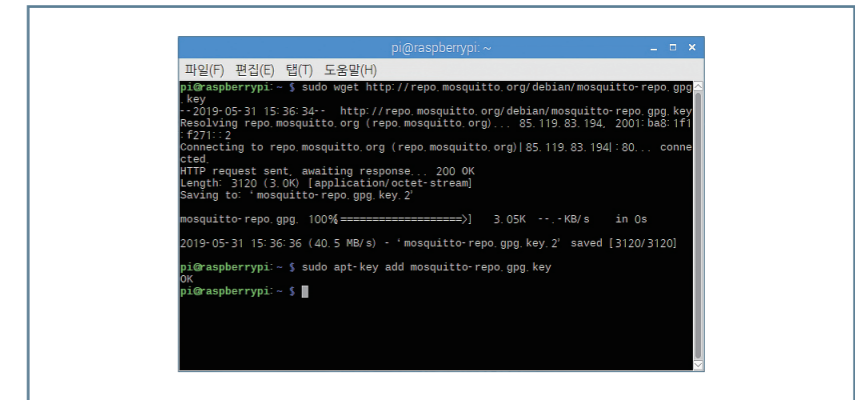 pi@raspberrypi: ~
파일(F) 편집(E) 탭(T) 도움말(H)
pi@raspberrypi:~ $ sudo wget http://repo.mosquitto.org/debian/mosquitto-repo.gpg
.key
--2019-05-31 15:36:34-- http://repo.mosquitto.org/debian/mosquitto-repo.gpg.key
Resolving repo.mosquitto.org (repo.mosquitto.org)... 85.119.83.194, 2001:ba8:1f1
:f271::2
Connecting to repo.mosquitto.org (repo.mosquitto.org)|85.119.83.194|:80... conne
cted.
HTTP request sent, awaiting response... 200 OK
Length: 3120 (3.0K) [application/octet-stream]
Saving to: ‘mosquitto-repo.gpg.key.2’
mosquitto-repo.gpg. 100%[===================>] 3.05K --.-KB/s in 0s
2019-05-31 15:36:36 (40.5 MB/s) - ‘mosquitto-repo.gpg.key.2’ saved [3120/3120]
pi@raspberrypi:~ $ sudo apt-key add mosquitto-repo.gpg.key
OK
pi@raspberrypi:~ $